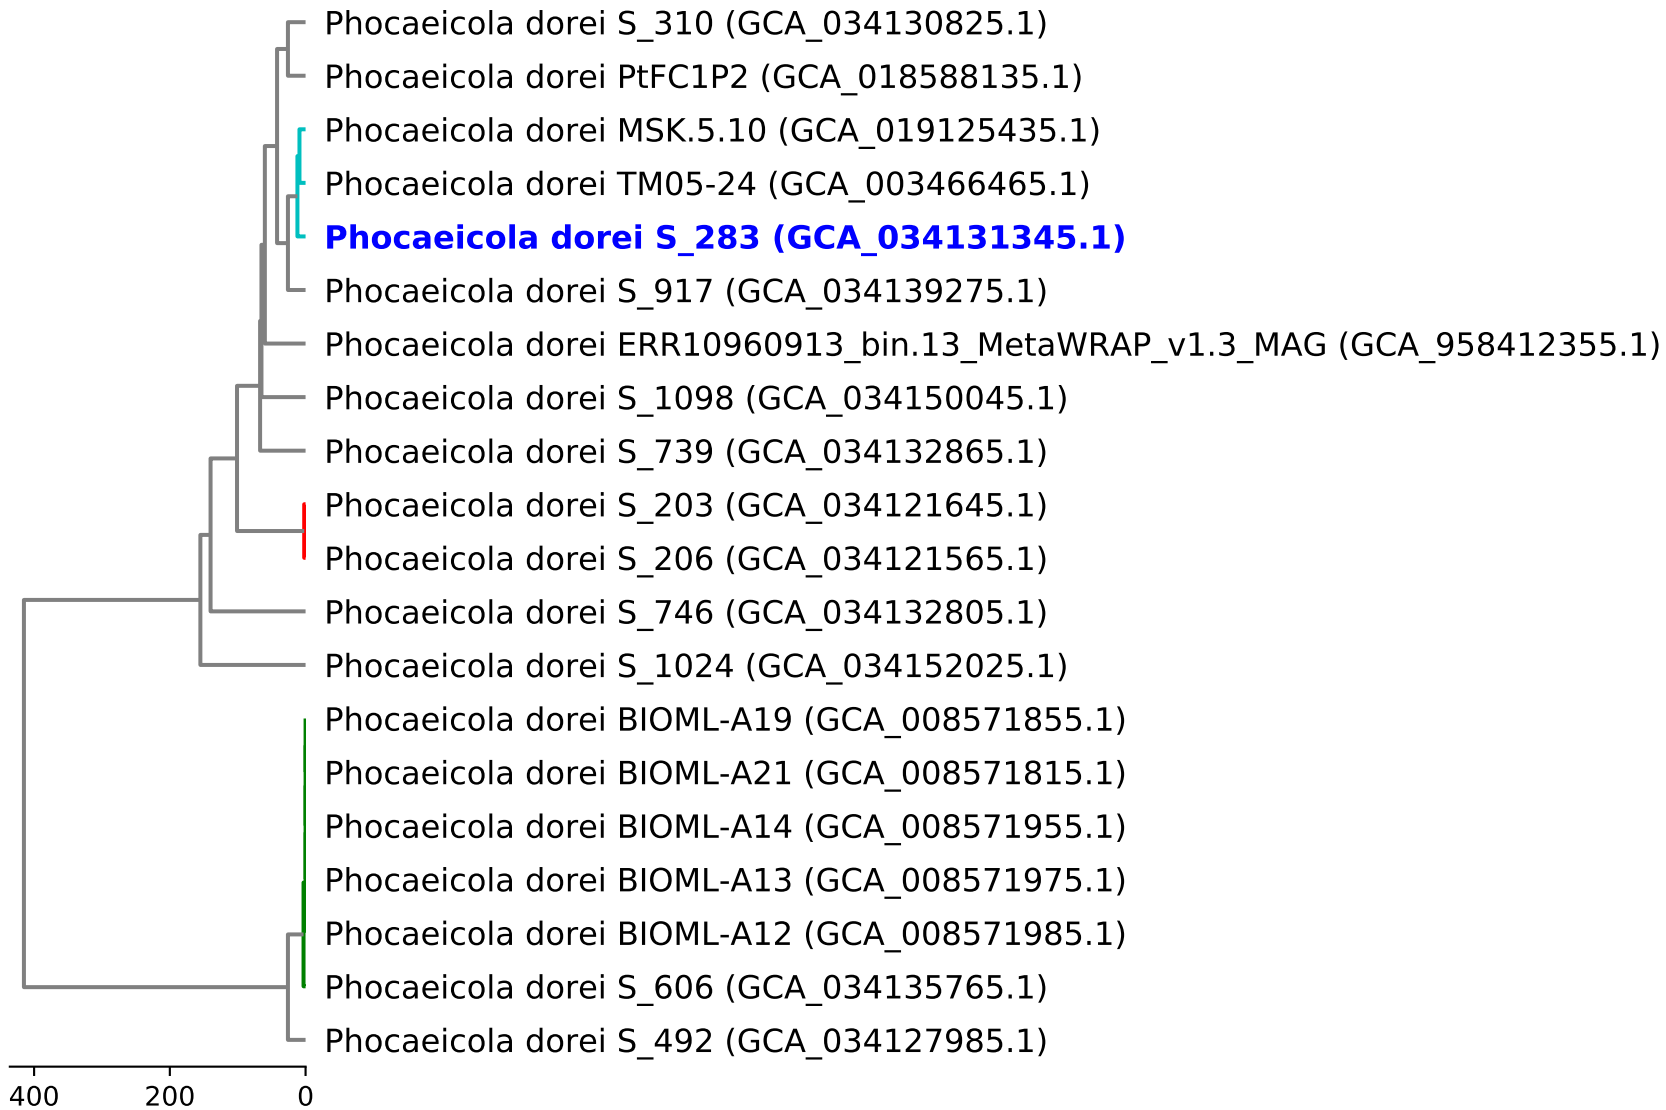 Phocaeicola dorei S_310 (GCA_034130825.1)
Phocaeicola dorei PtFC1P2 (GCA_018588135.1)
Phocaeicola dorei MSK.5.10 (GCA_019125435.1)
Phocaeicola dorei TM05-24 (GCA_003466465.1)
Phocaeicola dorei S_283 (GCA_034131345.1)
Phocaeicola dorei S_917 (GCA_034139275.1)
Phocaeicola dorei ERR10960913_bin.13_MetaWRAP_v1.3_MAG (GCA_958412355.1)
Phocaeicola dorei S_1098 (GCA_034150045.1)
Phocaeicola dorei S_739 (GCA_034132865.1)
Phocaeicola dorei S_203 (GCA_034121645.1)
Phocaeicola dorei S_206 (GCA_034121565.1)
Phocaeicola dorei S_746 (GCA_034132805.1)
Phocaeicola dorei S_1024 (GCA_034152025.1)
Phocaeicola dorei BIOML-A19 (GCA_008571855.1)
Phocaeicola dorei BIOML-A21 (GCA_008571815.1)
Phocaeicola dorei BIOML-A14 (GCA_008571955.1)
Phocaeicola dorei BIOML-A13 (GCA_008571975.1)
Phocaeicola dorei BIOML-A12 (GCA_008571985.1)
Phocaeicola dorei S_606 (GCA_034135765.1)
Phocaeicola dorei S_492 (GCA_034127985.1)
400 200 0